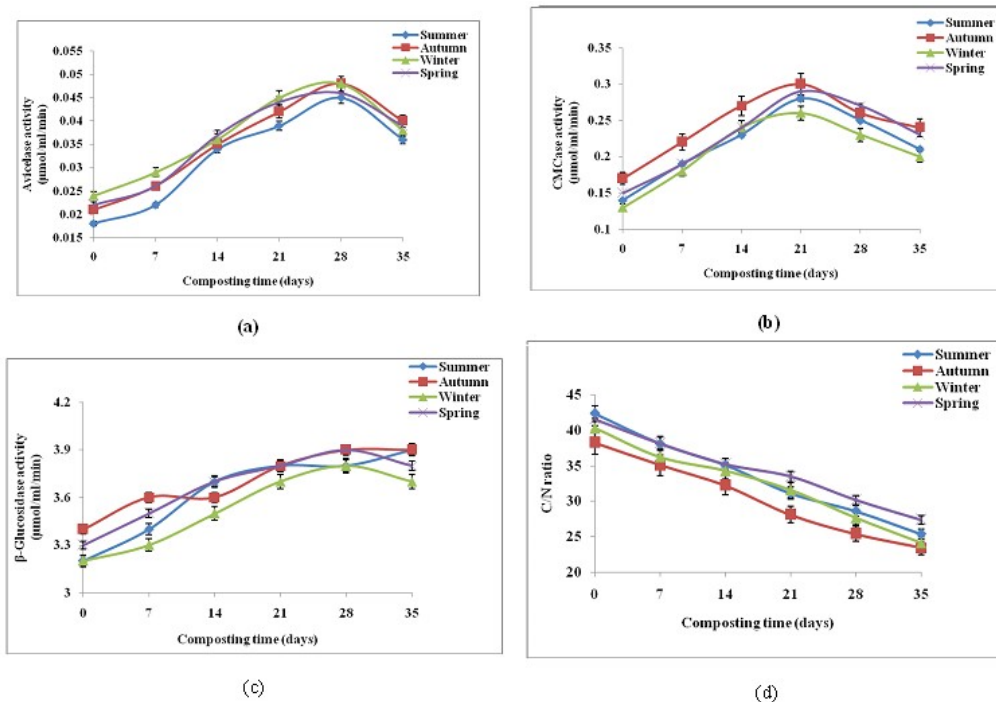 Summer
Autumn
Winter
Spring
0.055
0.05
0.045
0.04
0.035
0.03
0.025
0.02
0.015
Avicelase activity
(µmol/ml/min)
0 7 14 21 28 35
Composting time (days)
(a)
Summer
Autumn
Winter
Spring
0.35
0.3
0.25
0.2
0.15
0.1
CMCase activity
(µmol/ml/min)
0 7 14 21 28 35
Composting time (days)
(b)
Summer
Autumn
Winter
Spring
4.2
3.9
3.6
3.3
3
β-Glucosidase activity
(µmol/ml/min)
0 7 14 21 28 35
Composting time (days)
(c)
Summer
Autumn
Winter
Spring
45
40
35
30
25
20
C/N ratio
0 7 14 21 28 35
Composting time (days)
(d)